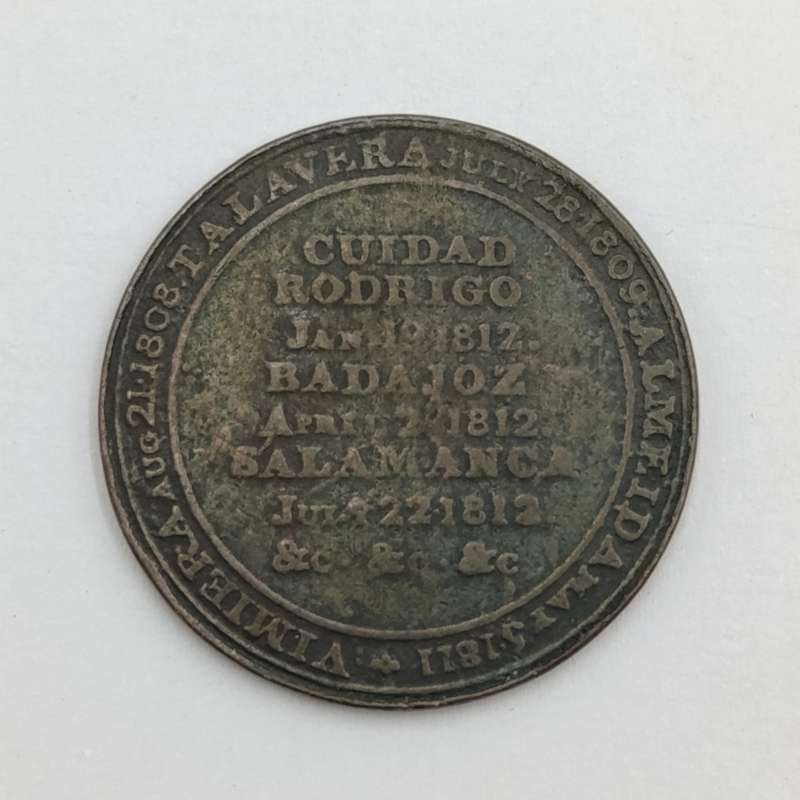 VIMIERA AUG 21·1808·TALAVERA JULY 28·1809·ALMEIDA MAY 5, 1811
CUIDAD
RODRIGO
JAN. 19 1812.
BADAJOZ
APRIL 1812
SALAMANCA
JULY 22·1812
&c· &c· &c